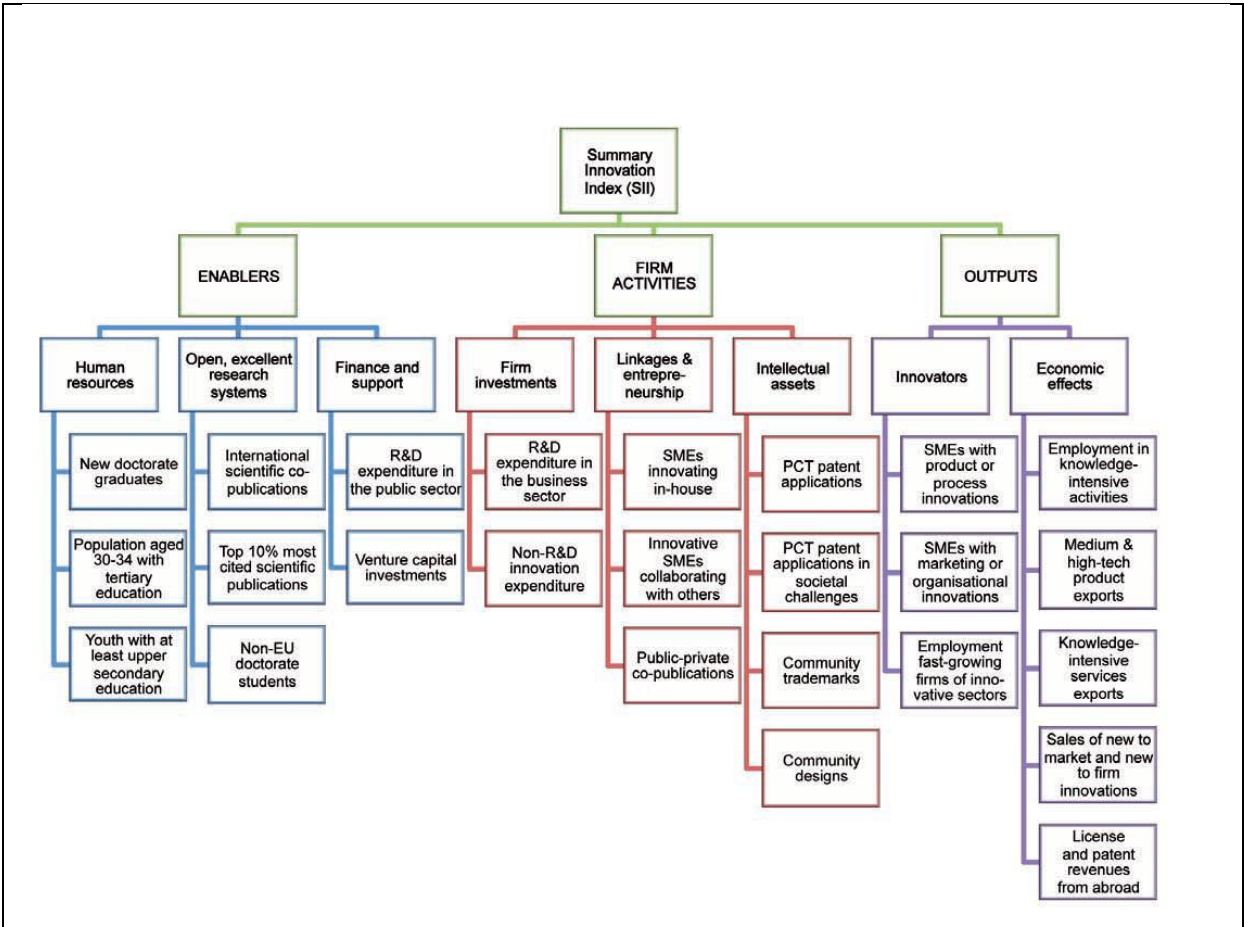 Summary
Innovation
Index (SII)
ENABLERS
FIRM
ACTIVITIES
OUTPUTS
Human
resources
Open, excellent
research
systems
Finance and
support
Firm
investments
Linkages &
entrepre-
neurship
Intellectual
assets
Innovators
Economic
effects
New doctorate
graduates
International
scientific co-
publications
R&D
expenditure in
the public sector
R&D
expenditure in
the business
sector
SMEs
innovating
in-house
PCT patent
applications
SMEs with
product or
process
innovations
Employment in
knowledge-
intensive
activities
Population aged
30-34 with
tertiary
education
Top 10% most
cited scientific
publications
Venture capital
investments
Non-R&D
innovation
expenditure
Innovative
SMEs
collaborating
with others
PCT patent
applications in
societal
challenges
SMEs with
marketing or
organisational
innovations
Medium &
high-tech
product
exports
Youth with at
least upper
secondary
education
Non-EU
doctorate
students
Public-private
co-publications
Community
trademarks
Employment
fast-growing
firms of inno-
vative sectors
Knowledge-
intensive
services
exports
Community
designs
Sales of new to
market and new
to firm
innovations
License
and patent
revenues
from abroad